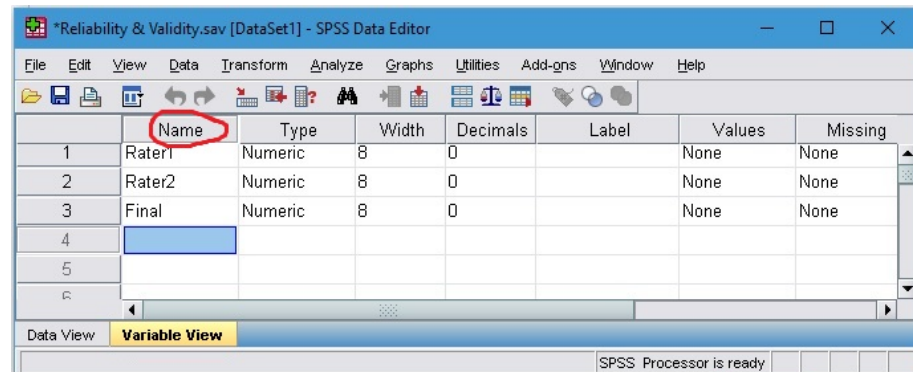 *Reliability & Validity.sav [DataSet1] - SPSS Data Editor
File Edit View Data Transform Analyze Graphs Utilities Add-ons Window Help
Name Type Width Decimals Label Values Missing
1 Rater1 Numeric 8 0 None None
2 Rater2 Numeric 8 0 None None
3 Final Numeric 8 0 None None
4
5
6
Data View Variable View
SPSS Processor is ready